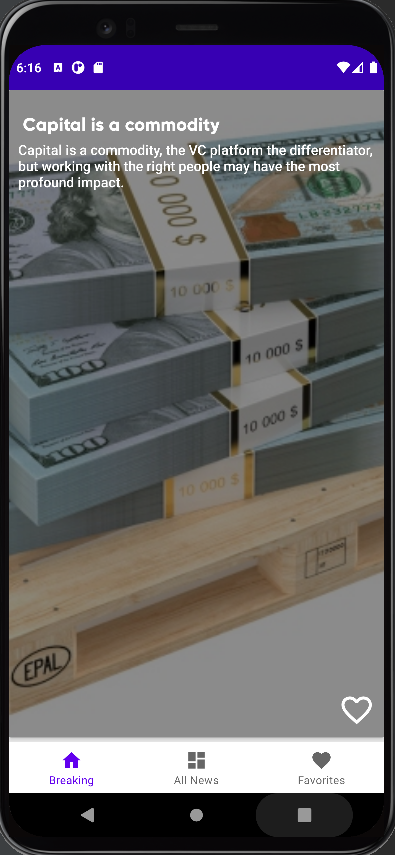 6:16
A
Capital is a commodity
Capital is a commodity, the VC platform the differentiator,
but working with the right people may have the most
profound impact.
10 000 $
10 000 $
10 000 $
100
10 000 $
100
10 000 $
EPAL
Breaking
All News
Favorites